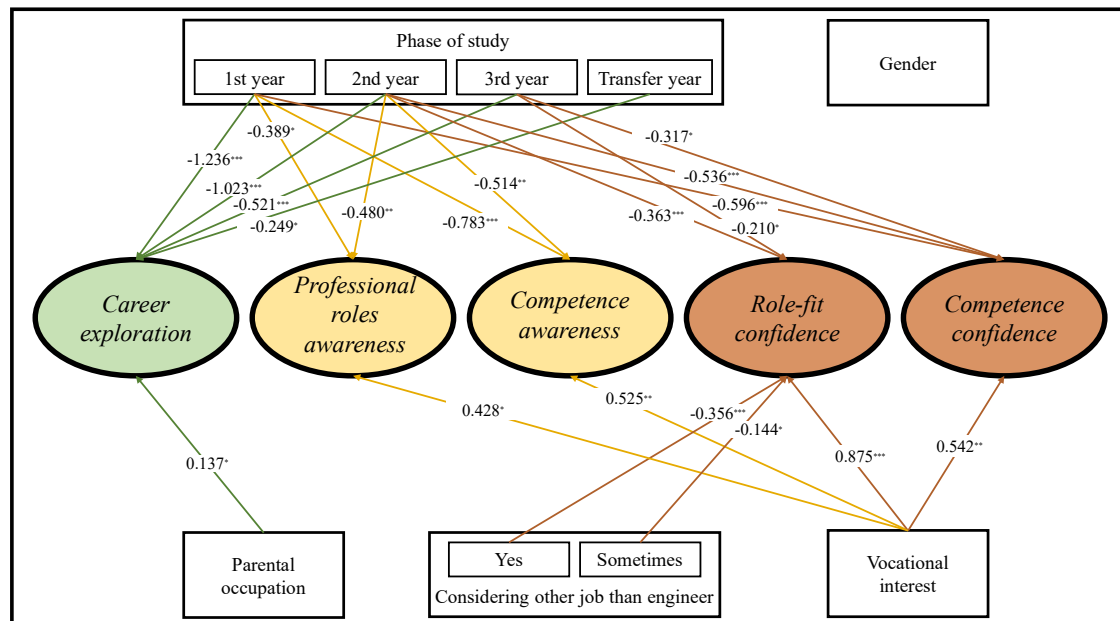 Phase of study
1st year
2nd year
3rd year
Transfer year
Gender
-0.389*
-0.317*
-1.236***
-0.536***
-0.514**
-1.023***
-0.521***
-0.596***
-0.480**
-0.363***
-0.249*
-0.783***
-0.210*
Career
exploration
Professional
roles
awareness
Competence
awareness
Role-fit
confidence
Competence
confidence
0.428*
0.525**
-0.356***
-0.144*
0.137*
0.875***
0.542**
Parental
occupation
Yes
Sometimes
Considering other job than engineer
Vocational
interest